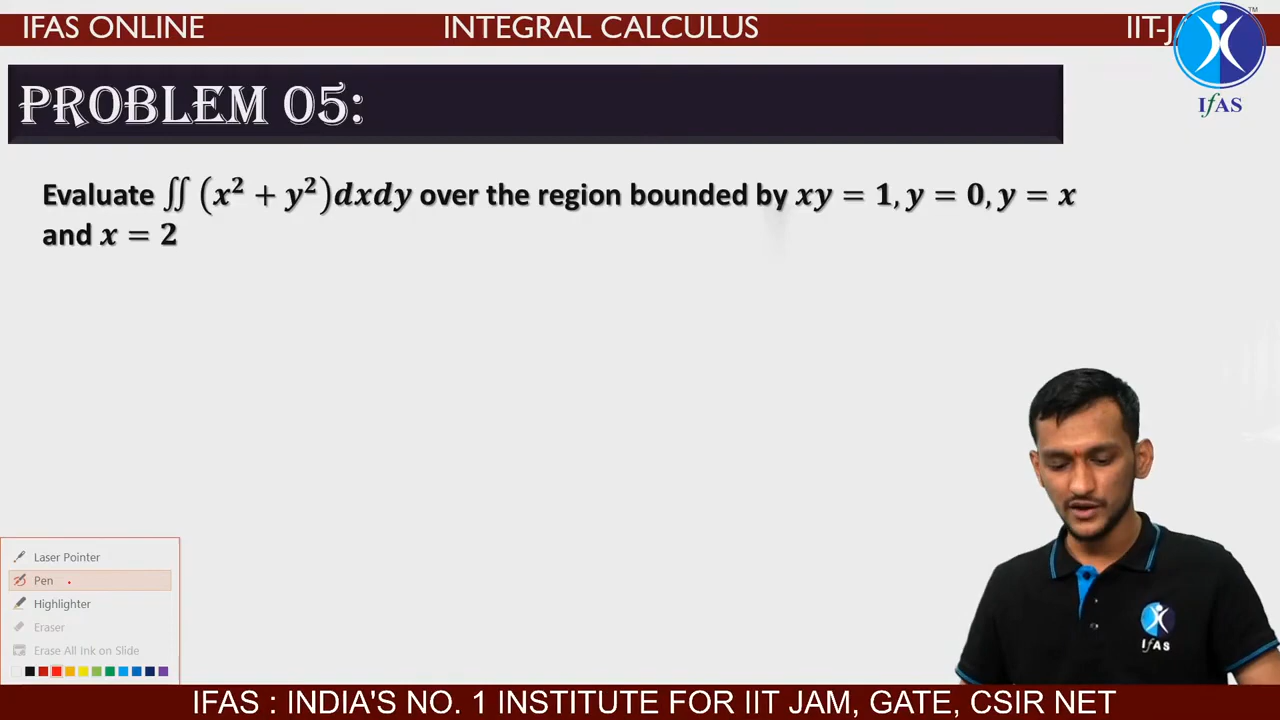 IFAS ONLINE
INTEGRAL CALCULUS
IIT-JA
TM
IfAS
PROBLEM 05:
Evaluate ∬ (x² + y²)dxdy over the region bounded by xy = 1, y = 0, y = x
and x = 2
Laser Pointer
Pen
Highlighter
Eraser
Erase All Ink on Slide
IfAS
IFAS : INDIA'S NO. 1 INSTITUTE FOR IIT JAM, GATE, CSIR NET